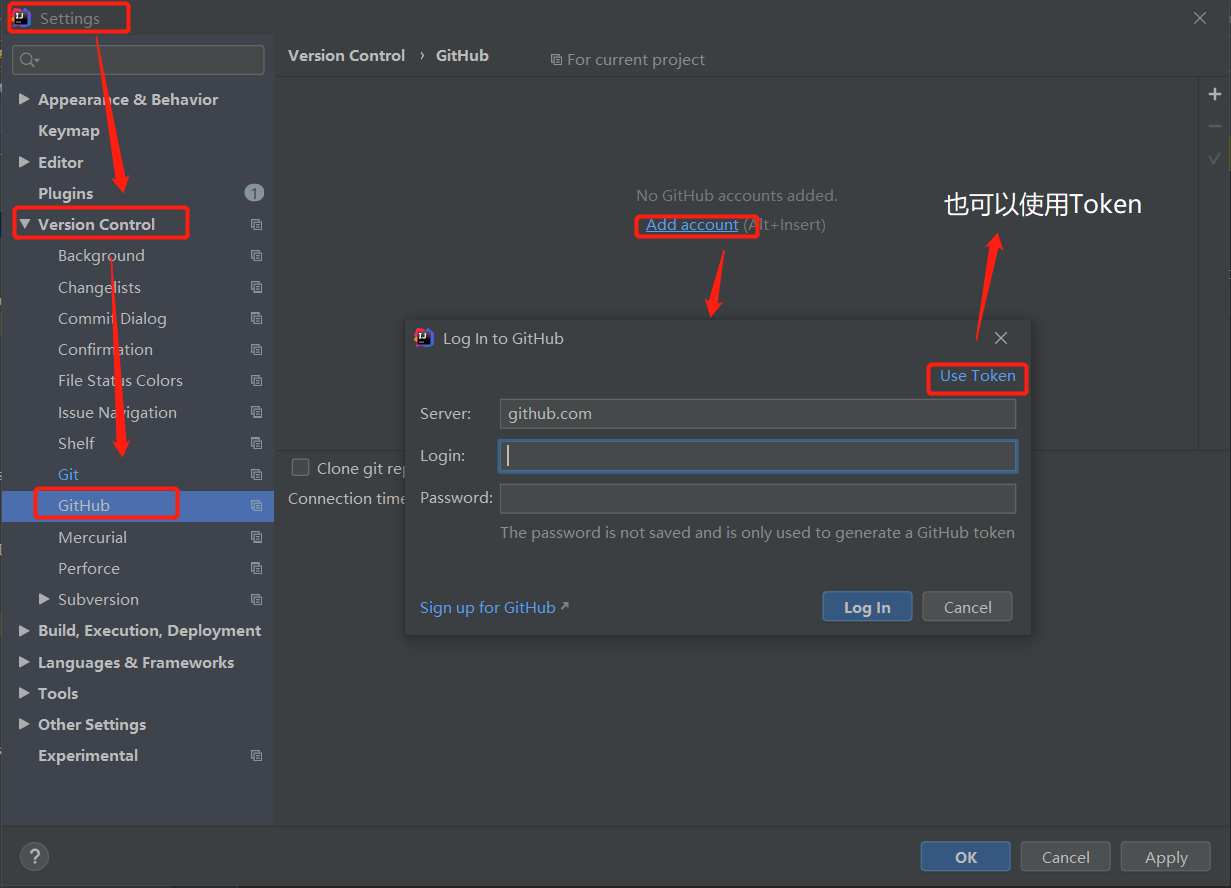 Settings
Version Control › GitHub
For current project
Appearance & Behavior
Keymap
Editor
Plugins
1
Version Control
Background
Changelists
Commit Dialog
Confirmation
File Status Colors
Issue Navigation
Shelf
Git
GitHub
Mercurial
Perforce
Subversion
Build, Execution, Deployment
Languages & Frameworks
Tools
Other Settings
Experimental
No GitHub accounts added.
Add account (Alt+Insert)
也可以使用Token
Clone git rep
Connection time
Log In to GitHub
Use Token
Server: github.com
Login:
Password:
The password is not saved and is only used to generate a GitHub token
Sign up for GitHub
Log In
Cancel
?
OK
Cancel
Apply